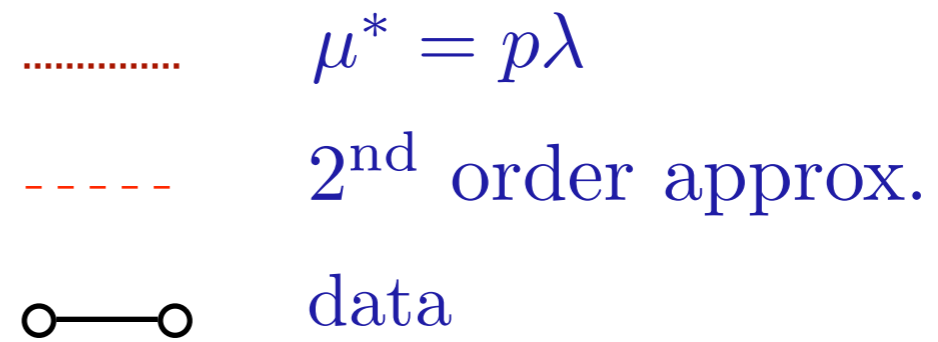 μ* = pλ
2nd order approx.
data